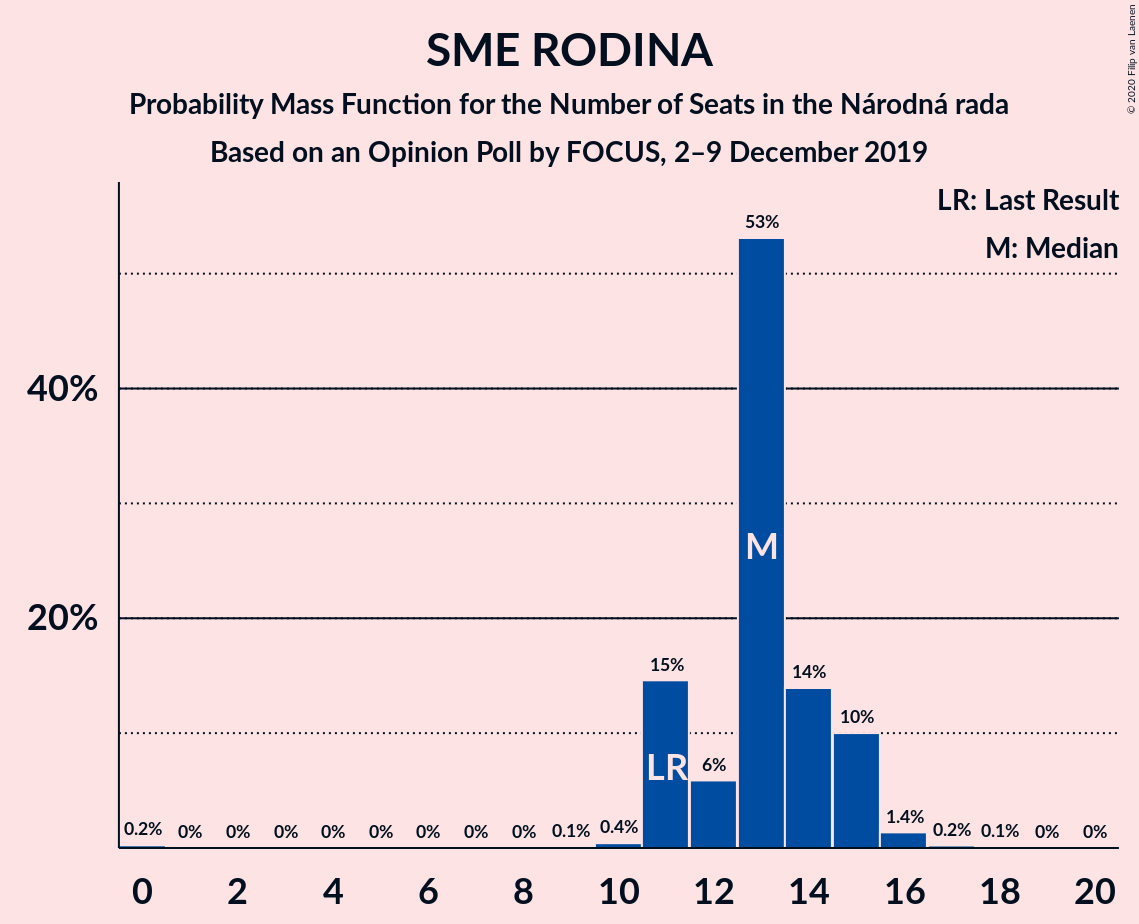 SME RODINA
Probability Mass Function for the Number of Seats in the Národná rada
Based on an Opinion Poll by FOCUS, 2–9 December 2019
© 2020 Filip van Laenen
LR: Last Result
M: Median
53%
40%
M
20%
15%
14%
10%
LR
6%
0.2%
0%
0%
0%
0%
0%
0%
0%
0%
0.1%
0.4%
1.4%
0.2%
0.1%
0%
0%
0 2 4 6 8 10 12 14 16 18 20